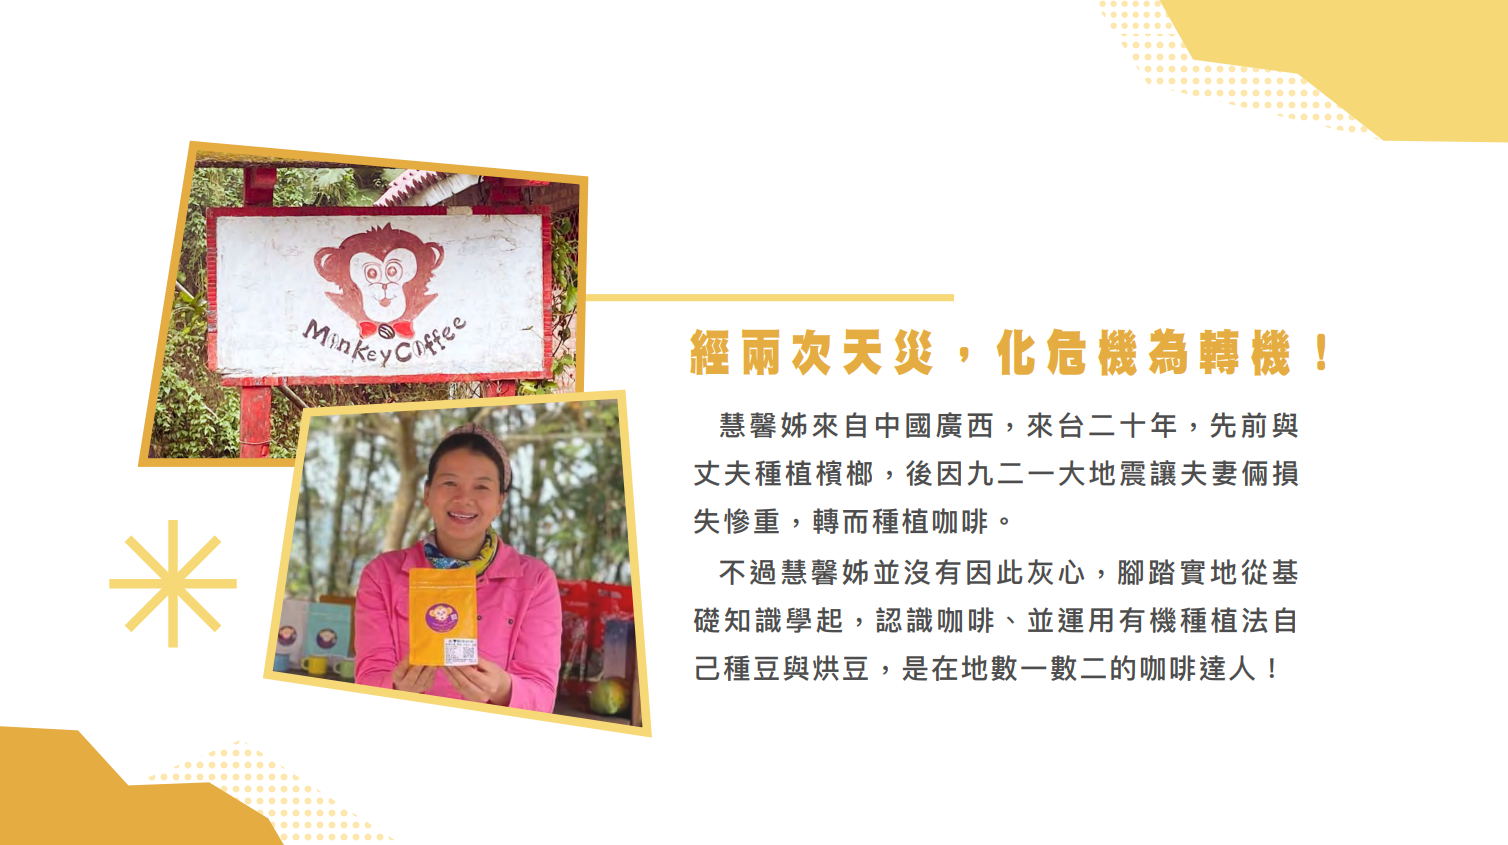 Monkey Coffee
經兩次天災，化危機為轉機！
慧馨姊來自中國廣西，來台二十年，先前與
丈夫種植檳榔，後因九二一大地震讓夫妻倆損
失慘重，轉而種植咖啡。
不過慧馨姊並沒有因此灰心，腳踏實地從基
礎知識學起，認識咖啡、並運用有機種植法自
己種豆與烘豆，是在地數一數二的咖啡達人！